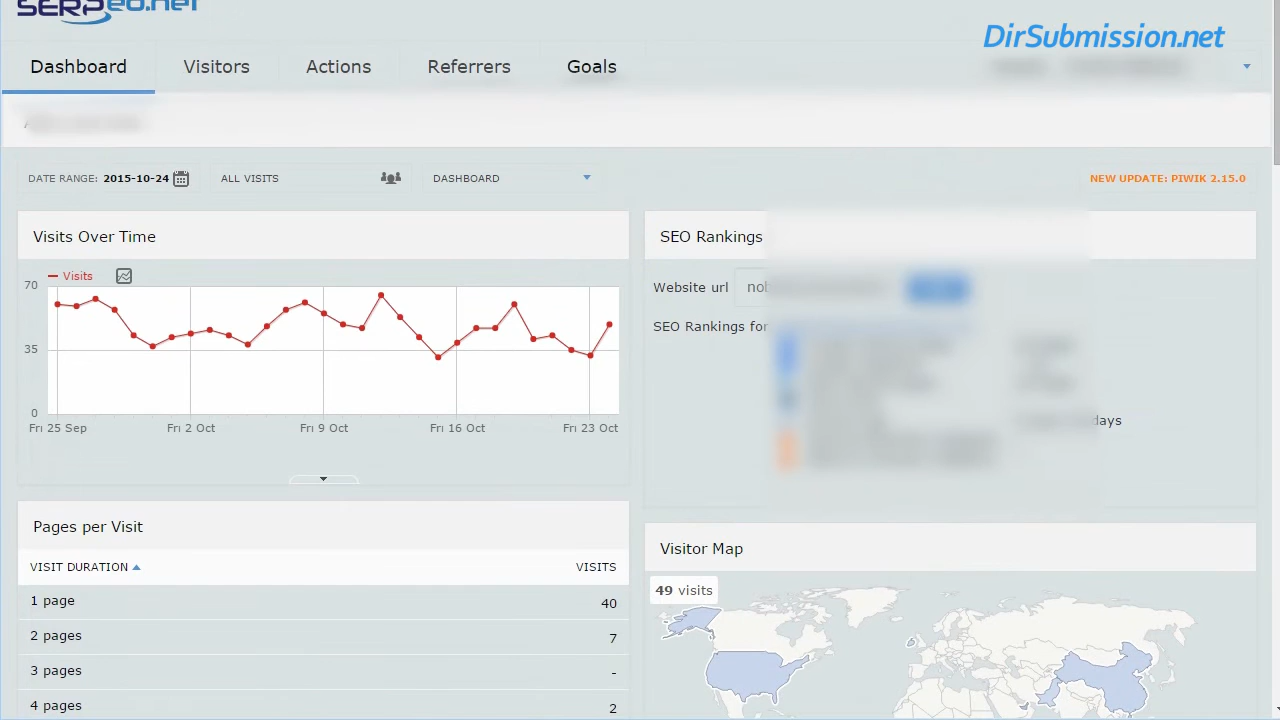 SERPed.net
DirSubmission.net
Dashboard Visitors Actions Referrers Goals
DATE RANGE: 2015-10-24 ALL VISITS DASHBOARD NEW UPDATE: PIWIK 2.15.0
Visits Over Time
Visits
70
35
0
Fri 25 Sep Fri 2 Oct Fri 9 Oct Fri 16 Oct Fri 23 Oct
SEO Rankings
Website url
SEO Rankings for
days
Pages per Visit
VISIT DURATION VISITS
1 page 40
2 pages 7
3 pages -
4 pages 2
Visitor Map
49 visits